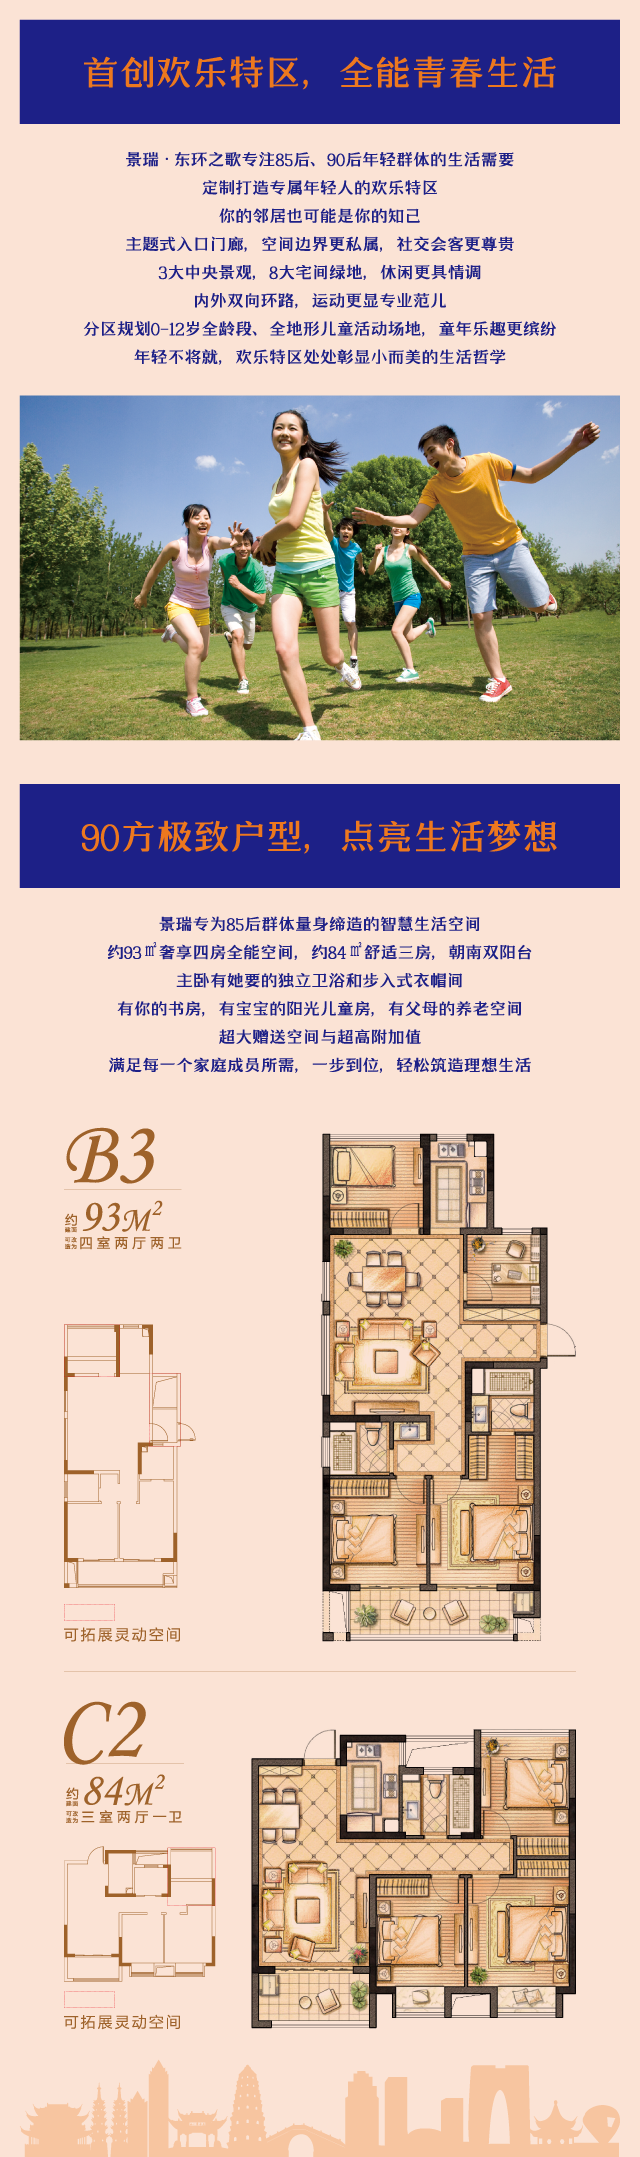 首创欢乐特区，全能青春生活
景瑞·东环之歌专注85后、90后年轻群体的生活需要
定制打造专属年轻人的欢乐特区
你的邻居也可能是你的知己
主题式入口门廊，空间边界更私属，社交会客更尊贵
3大中央景观，8大宅间绿地，休闲更具情调
内外双向环路，运动更显专业范儿
分区规划0-12岁全龄段、全地形儿童活动场地，童年乐趣更缤纷
年轻不将就，欢乐特区处处彰显小而美的生活哲学
90方极致户型，点亮生活梦想
景瑞专为85后群体量身缔造的智慧生活空间
约93㎡奢享四房全能空间，约84㎡舒适三房，朝南双阳台
主卧有她要的独立卫浴和步入式衣帽间
有你的书房，有宝宝的阳光儿童房，有父母的养老空间
超大赠送空间与超高附加值
满足每一个家庭成员所需，一步到位，轻松筑造理想生活
B3
约建面93M²
可改造为四室两厅两卫
可拓展灵动空间
C2
约建面84M²
可改造为三室两厅一卫
可拓展灵动空间